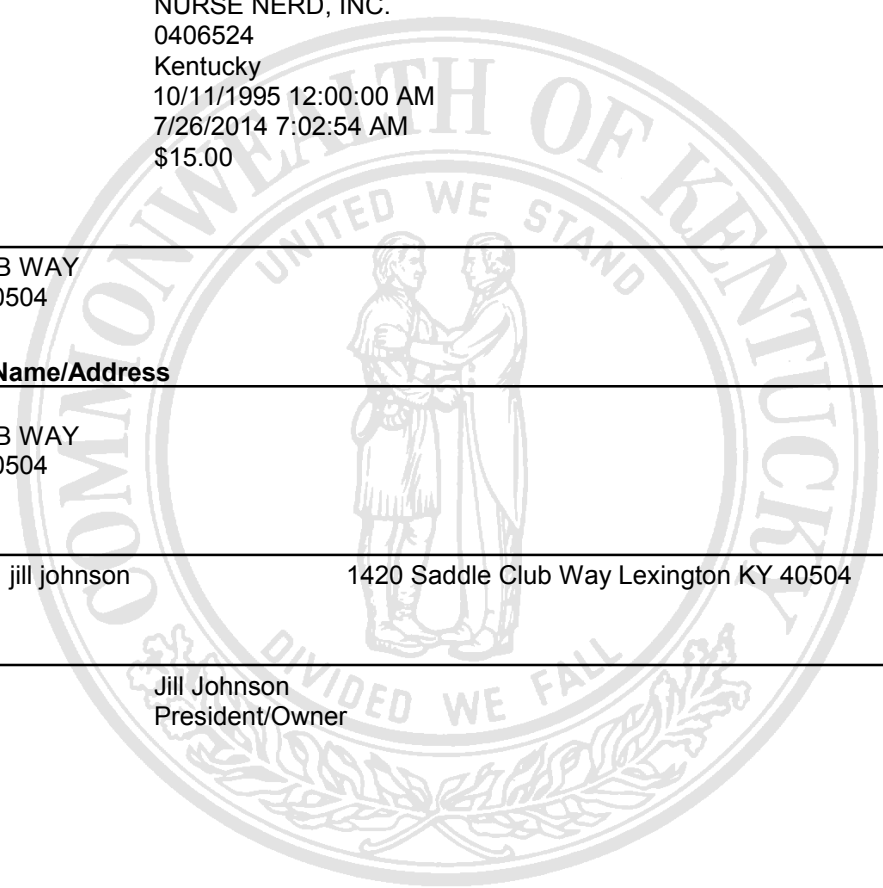 NURSE NERD, INC.
0406524
Kentucky
10/11/1995 12:00:00 AM
7/26/2014 7:02:54 AM
$15.00
COMMONWEALTH OF KENTUCKY
UNITED WE STAND
B WAY
0504
Name/Address
B WAY
0504
jill johnson 1420 Saddle Club Way Lexington KY 40504
DIVIDED WE FALL
Jill Johnson
President/Owner